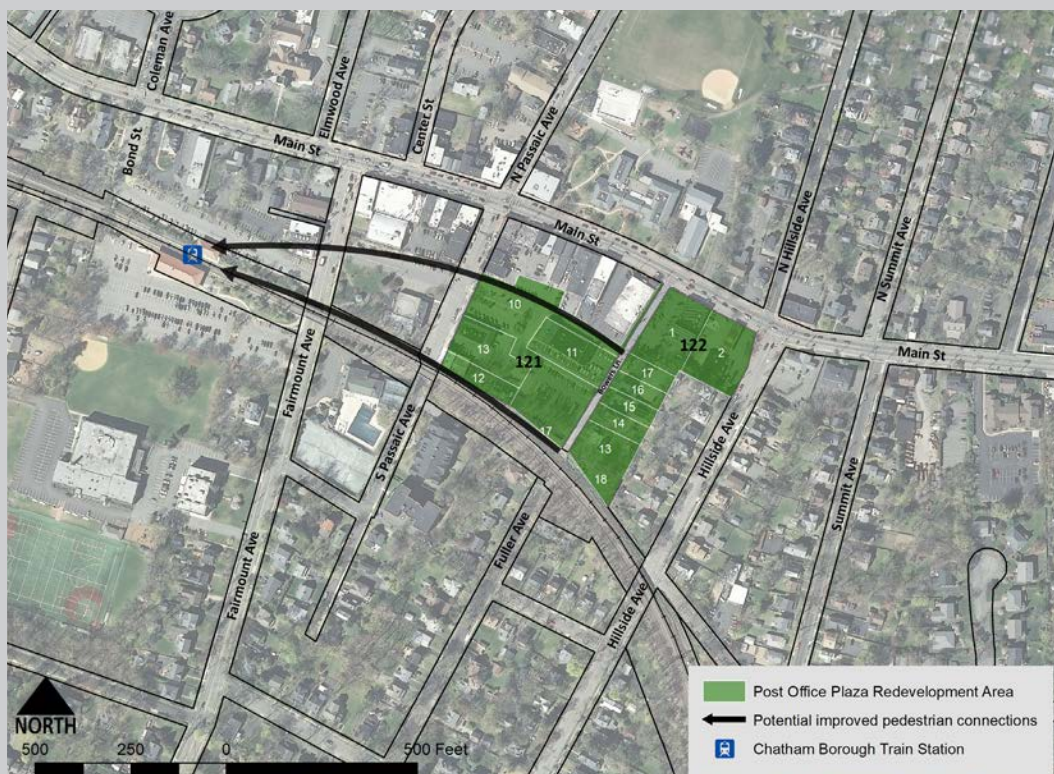 Coleman Ave
Elmwood Ave
Center St
N Passaic Ave
Bond St
Main St
N Hillside Ave
N Summit Ave
Main St
10
13
121
11
12
17
1
122
2
17
16
15
14
13
18
Bowers Ln
Main St
Fairmount Ave
S Passaic Ave
Hillside Ave
Summit Ave
Fuller Ave
Fairmount Ave
Hillside Ave
NORTH
500 250 0 500 Feet
Post Office Plaza Redevelopment Area
Potential improved pedestrian connections
Chatham Borough Train Station